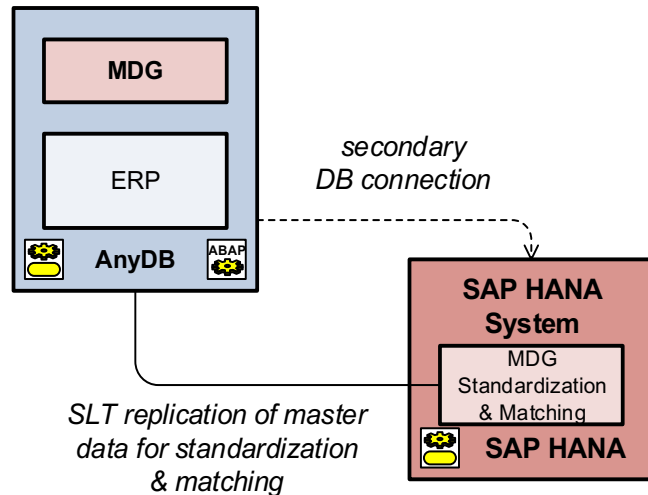 MDG
ERP
AnyDB
ABAP
secondary
DB connection
SAP HANA
System
MDG
Standardization
& Matching
SAP HANA
SLT replication of master
data for standardization
& matching